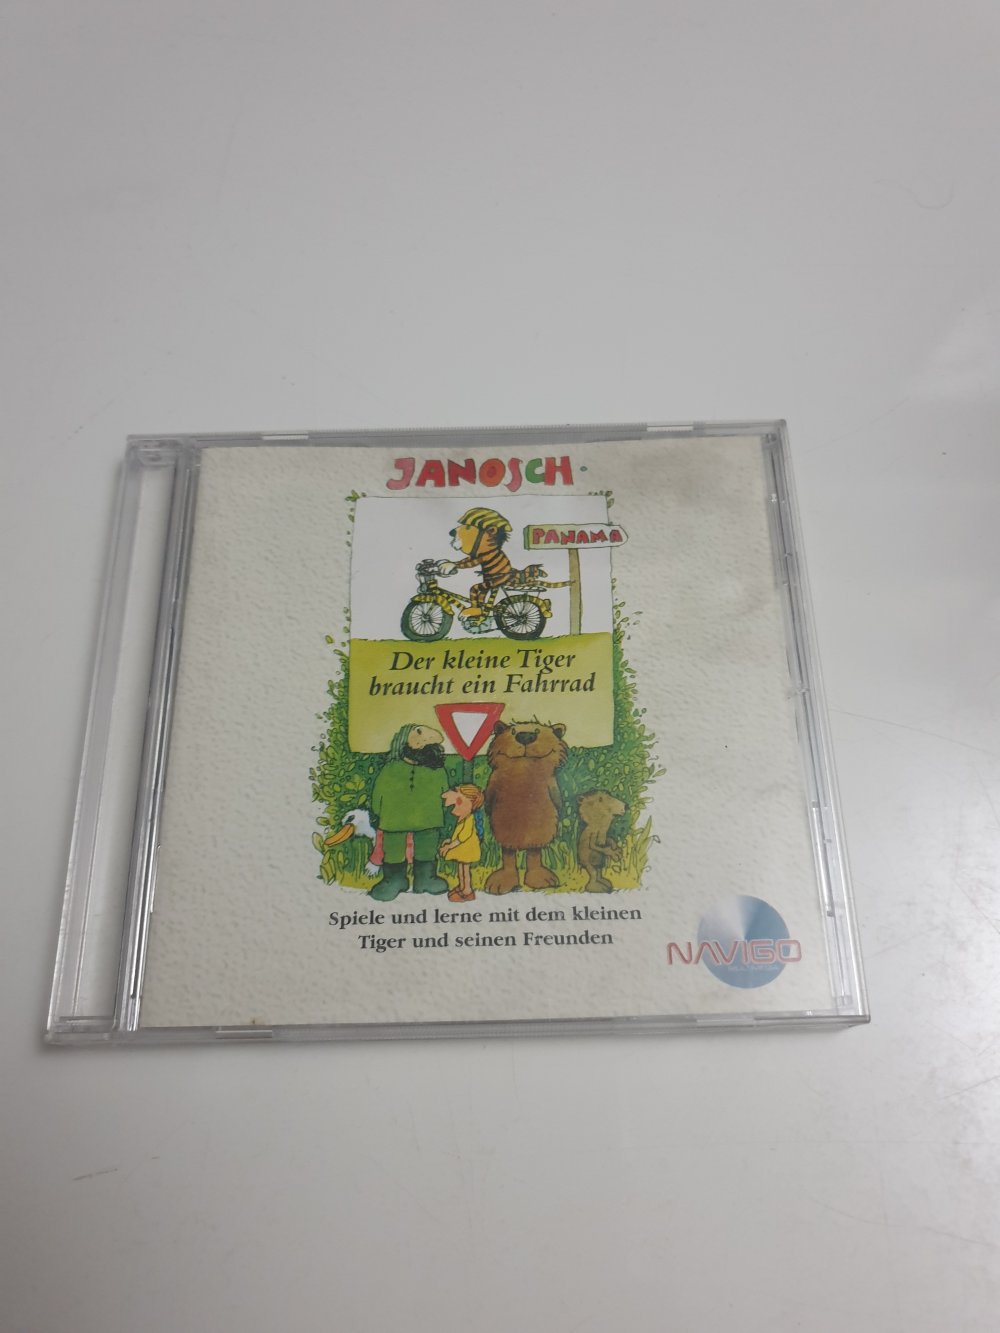 JANOSCH
PANAMA
Der kleine Tiger
braucht ein Fahrrad
Spiele und lerne mit dem kleinen
Tiger und seinen Freunden
NAVIGO
MULTIMEDIA